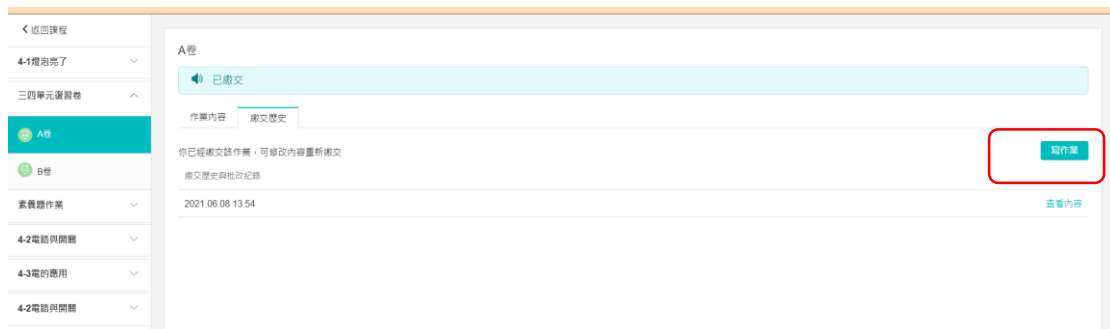 返回課程
4-1燈泡亮了
三四單元復習卷
A卷
B卷
素養題作業
4-2電路與開關
4-3電的應用
4-2電路與開關
A卷
已繳交
作業內容 繳交歷史
你已經繳交該作業，可修改內容重新繳交
寫作業
繳交歷史與批改紀錄
2021.06.08 13:54
查看內容